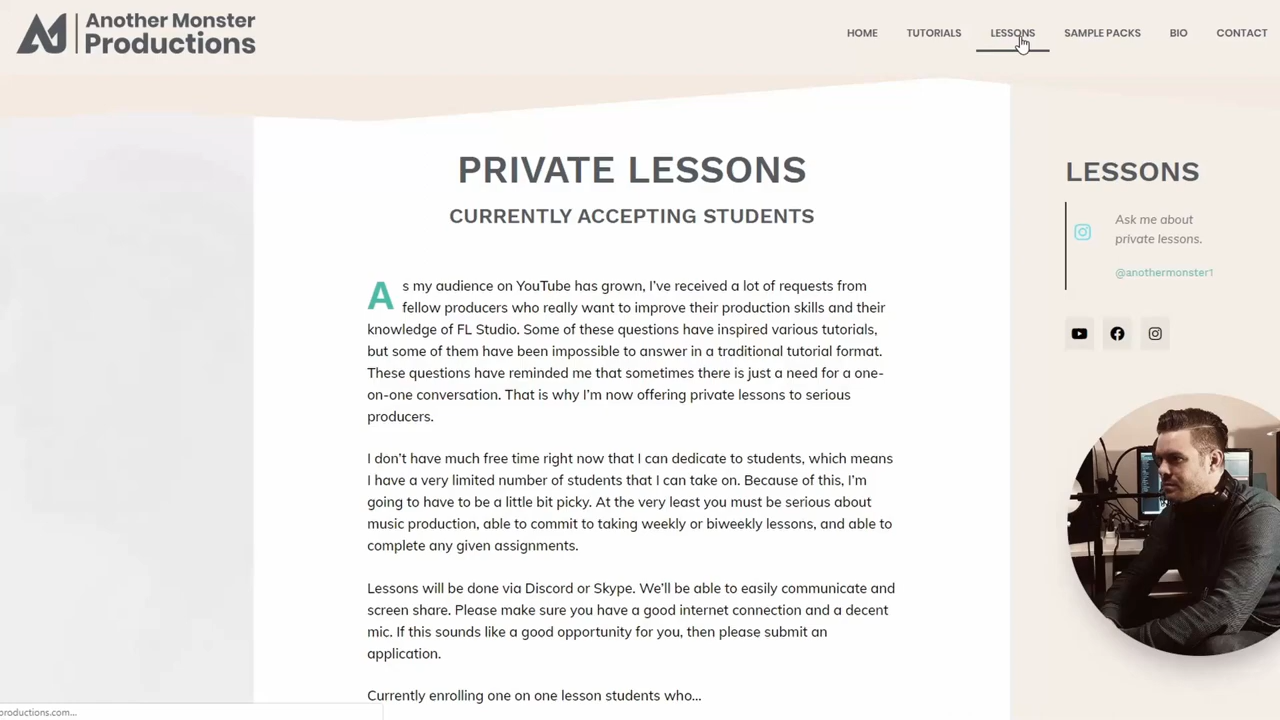 Another Monster
Productions
HOME TUTORIALS LESSONS SAMPLE PACKS BIO CONTACT
PRIVATE LESSONS
CURRENTLY ACCEPTING STUDENTS
As my audience on YouTube has grown, I've received a lot of requests from
fellow producers who really want to improve their production skills and their
knowledge of FL Studio. Some of these questions have inspired various tutorials,
but some of them have been impossible to answer in a traditional tutorial format.
These questions have reminded me that sometimes there is just a need for a one-
on-one conversation. That is why I'm now offering private lessons to serious
producers.
I don't have much free time right now that I can dedicate to students, which means
I have a very limited number of students that I can take on. Because of this, I'm
going to have to be a little bit picky. At the very least you must be serious about
music production, able to commit to taking weekly or biweekly lessons, and able to
complete any given assignments.
Lessons will be done via Discord or Skype. We'll be able to easily communicate and
screen share. Please make sure you have a good internet connection and a decent
mic. If this sounds like a good opportunity for you, then please submit an
application.
Currently enrolling one on one lesson students who...
LESSONS
Ask me about
private lessons.
@anothermonster1
productions.com...